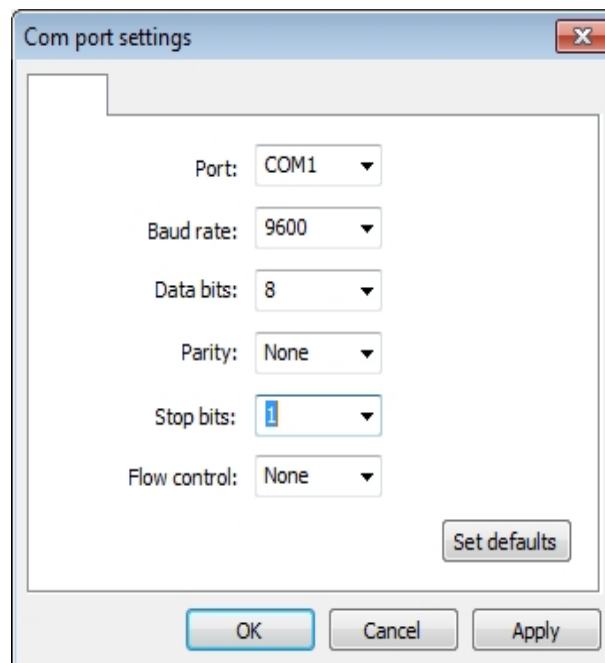 Com port settings
Port: COM1
Baud rate: 9600
Data bits: 8
Parity: None
Stop bits: 1
Flow control: None
Set defaults
OK Cancel Apply